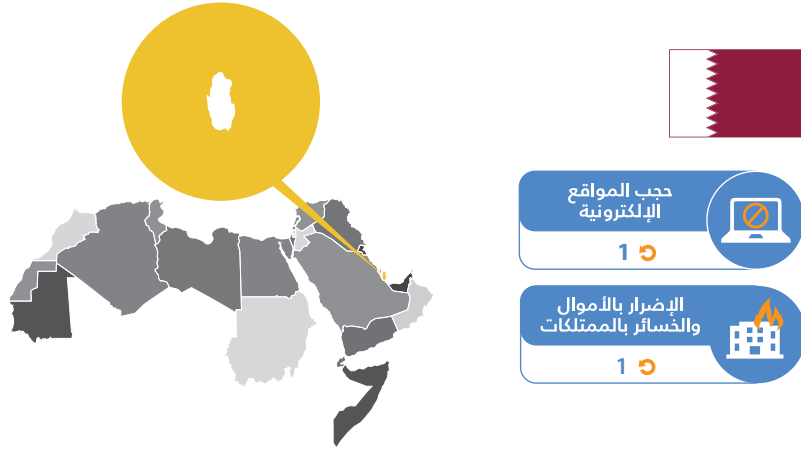 حجب المواقع
الإلكترونية
1
الإضرار بالأموال
والخسائر بالممتلكات
1